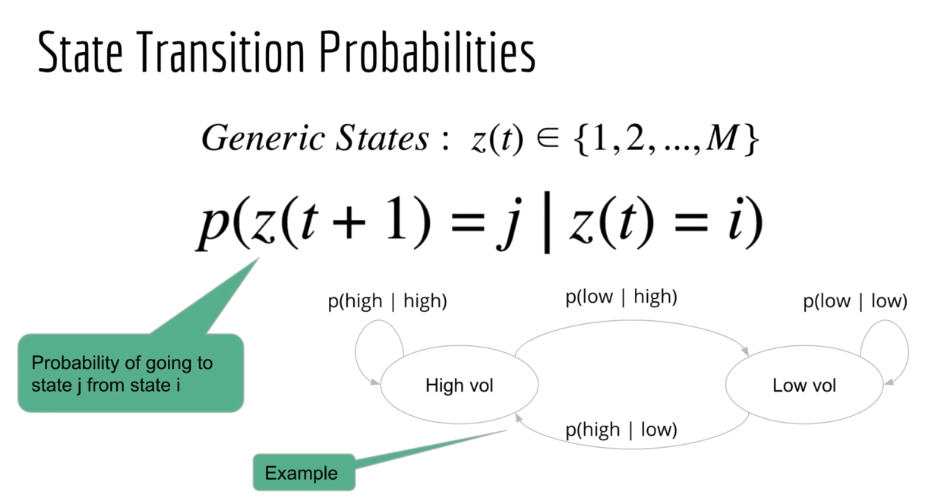 State Transition Probabilities
Generic States : z(t) ∈ {1, 2, ..., M}
p(z(t + 1) = j | z(t) = i)
p(high | high)
p(low | high)
p(low | low)
Probability of going to
state j from state i
High vol
Low vol
p(high | low)
Example